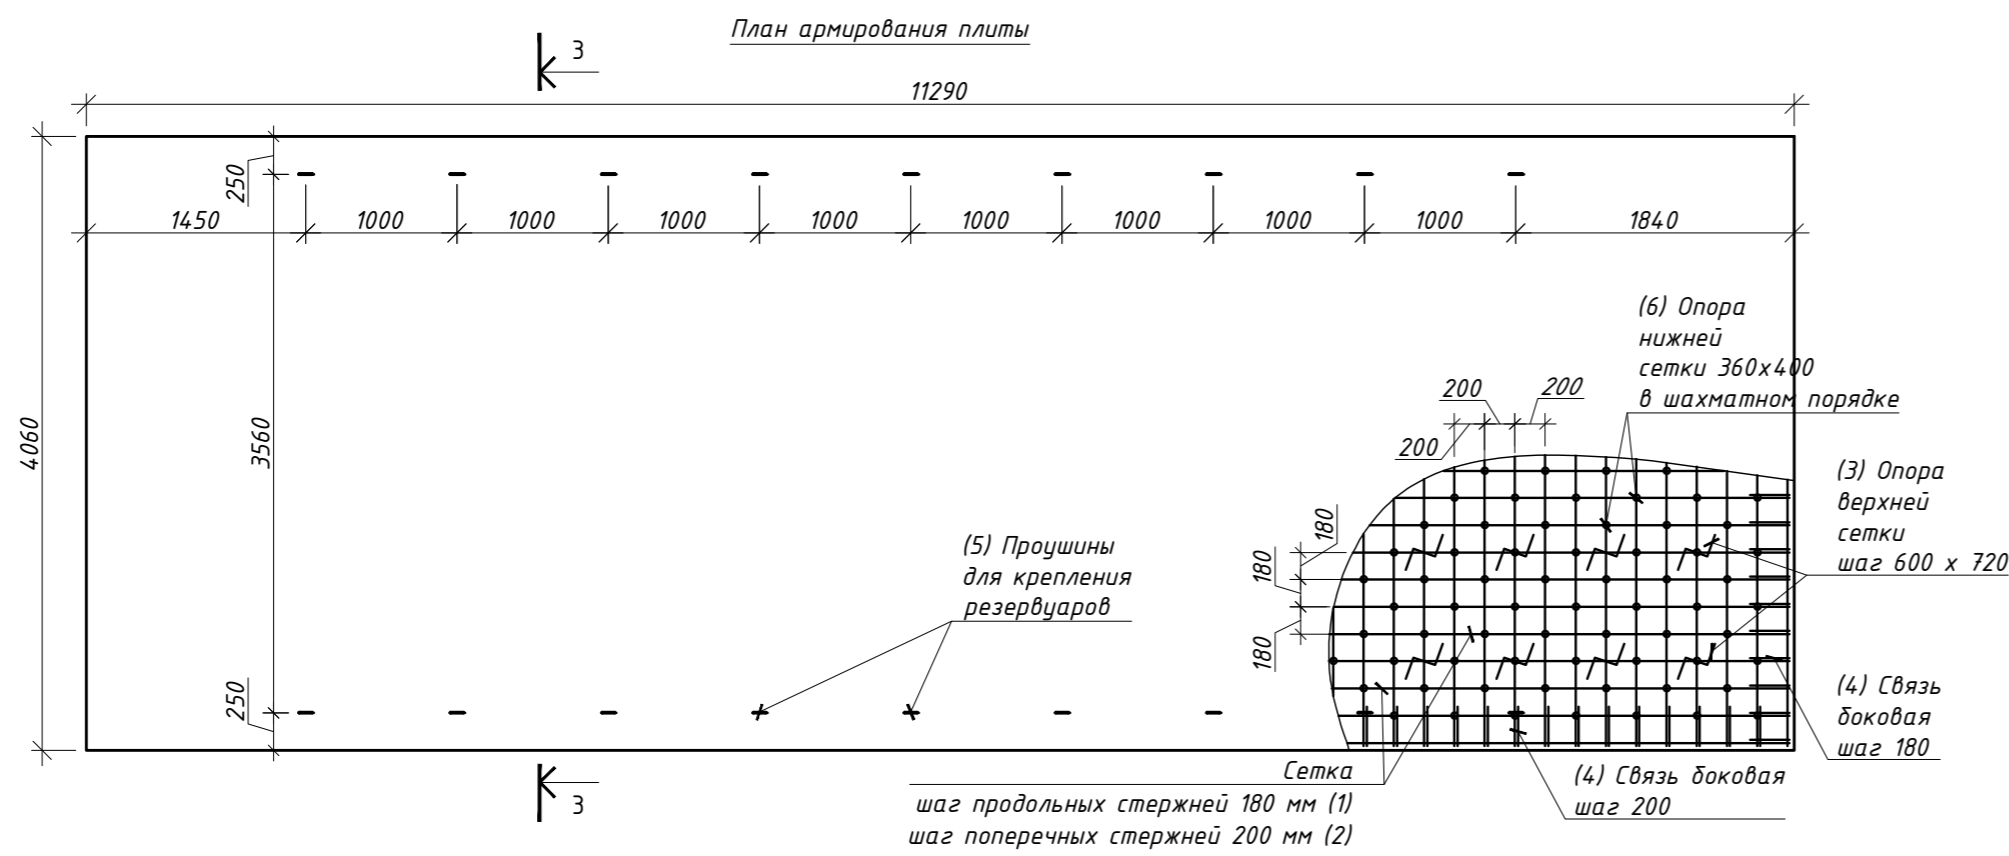 План армирования плиты
3
11290
250
1450
1000
1000
1000
1000
1000
1000
1000
1000
1840
4060
3560
(6) Опора
нижней
сетки 360х400
в шахматном порядке
200
200
200
(3) Опора
верхней
сетки
шаг 600 х 720
180
180
180
(5) Проушины
для крепления
резервуаров
250
(4) Связь
боковая
шаг 180
Сетка
шаг продольных стержней 180 мм (1)
шаг поперечных стержней 200 мм (2)
(4) Связь боковая
шаг 200
3